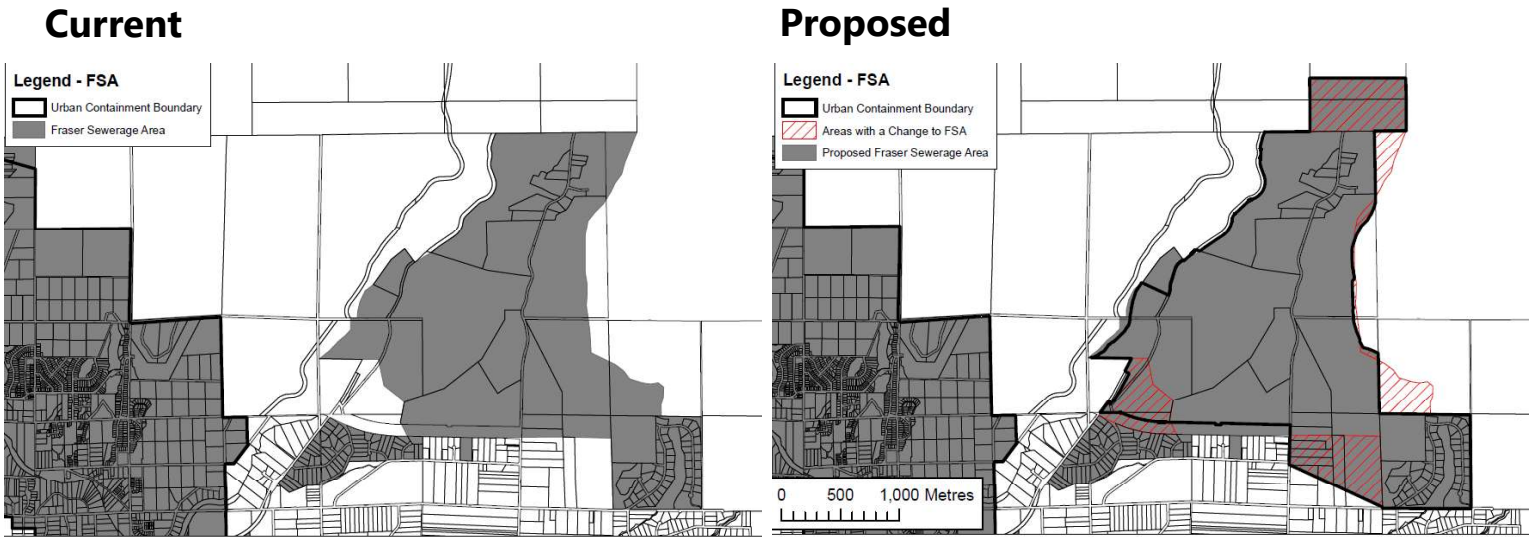 Current
Legend - FSA
Urban Containment Boundary
Fraser Sewerage Area
Proposed
Legend - FSA
Urban Containment Boundary
Areas with a Change to FSA
Proposed Fraser Sewerage Area
0 500 1,000 Metres